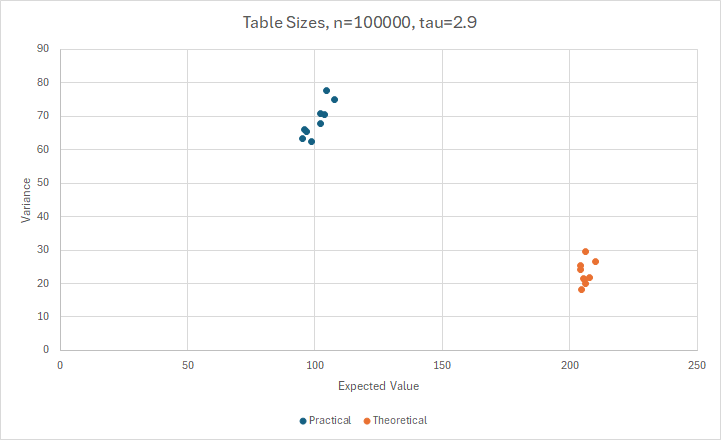 Table Sizes, n=100000, tau=2.9
90
80
70
60
50
40
30
20
10
0
Variance
0 50 100 150 200 250
Expected Value
Practical Theoretical